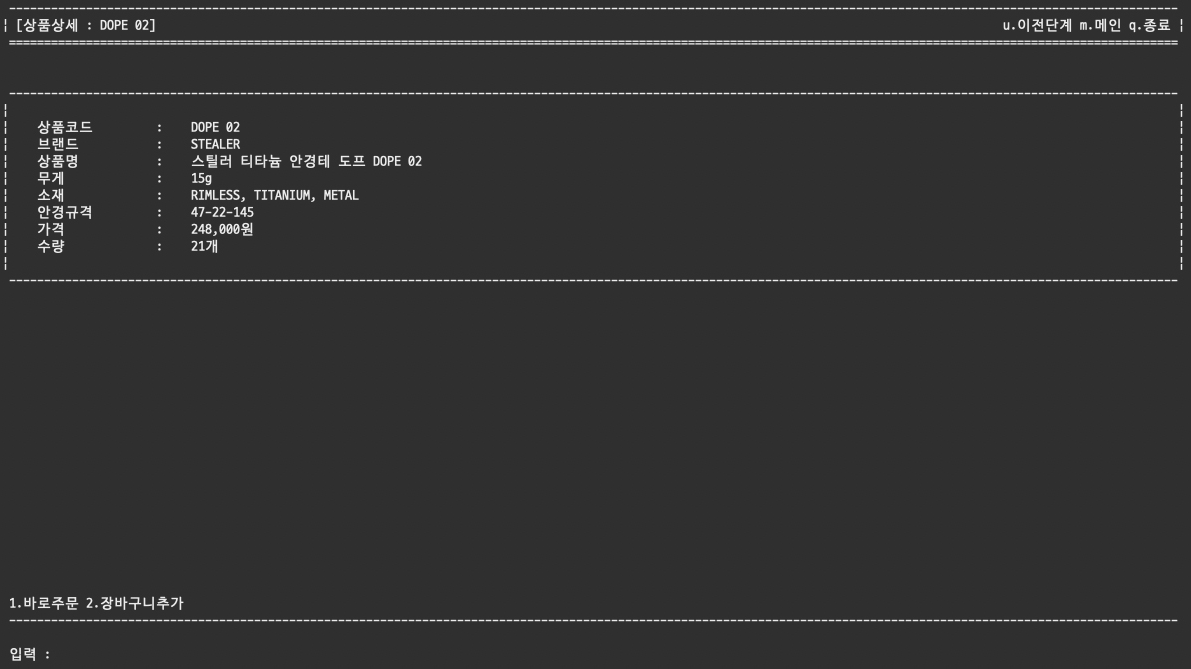 [상품상세 : DOPE 02] u.이전단계 m.메인 q.종료
상품코드 : DOPE 02
브랜드 : STEALER
상품명 : 스틸러 티타늄 안경테 도프 DOPE 02
무게 : 15g
소재 : RIMLESS, TITANIUM, METAL
안경규격 : 47-22-145
가격 : 248,000원
수량 : 21개
1.바로주문 2.장바구니추가
입력 :